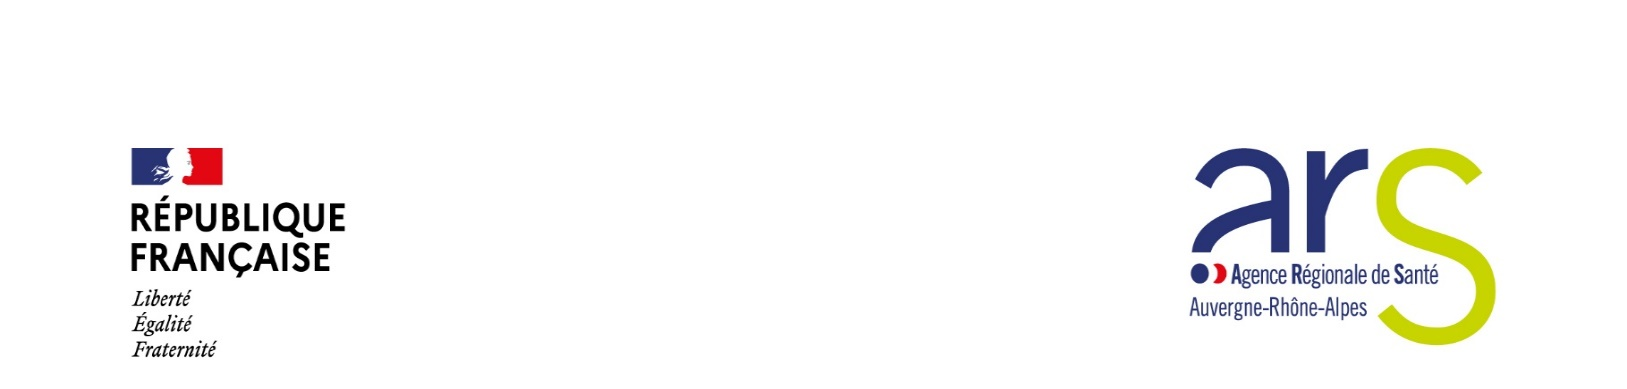 RÉPUBLIQUE
FRANÇAISE
Liberté
Égalité
Fraternité
ars
Agence Régionale de Santé
Auvergne-Rhône-Alpes